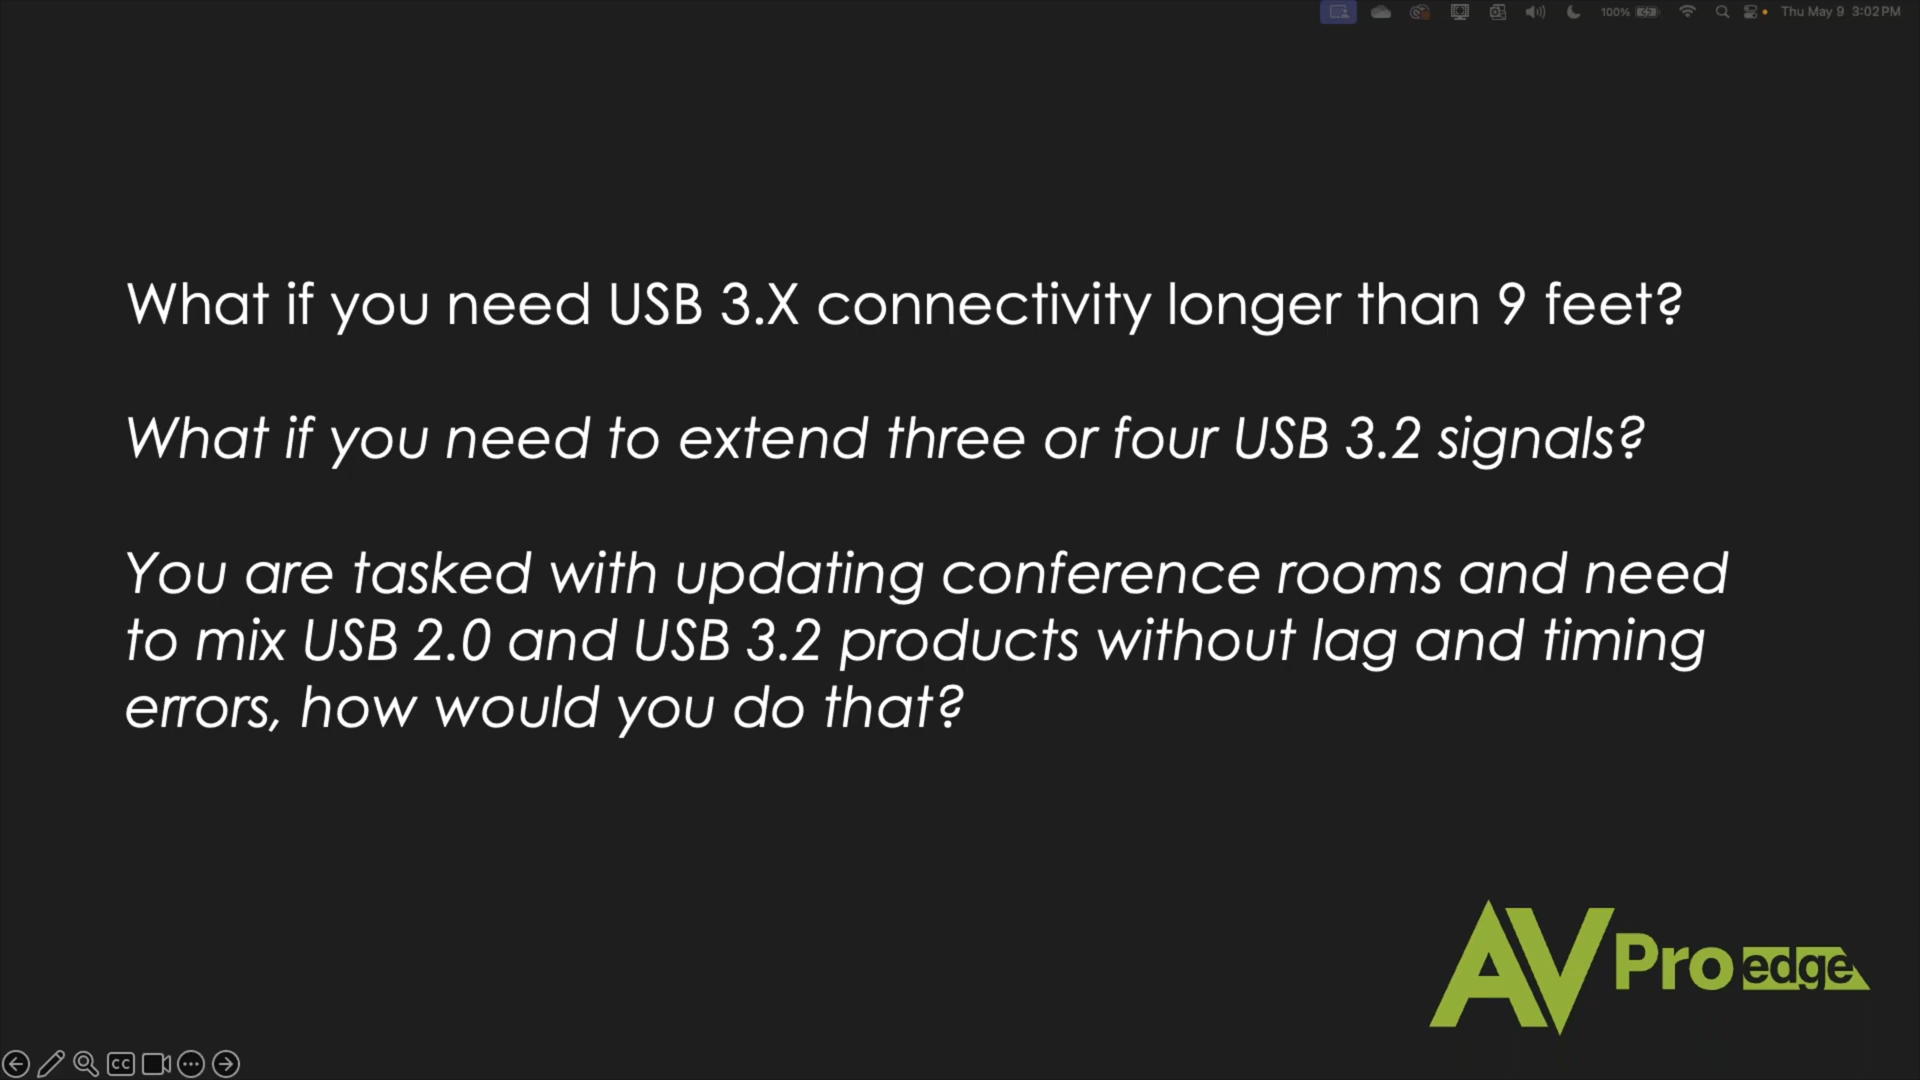 100% Thu May 9 3:02 PM
What if you need USB 3.X connectivity longer than 9 feet?
What if you need to extend three or four USB 3.2 signals?
You are tasked with updating conference rooms and need
to mix USB 2.0 and USB 3.2 products without lag and timing
errors, how would you do that?
AVPro edge
CC